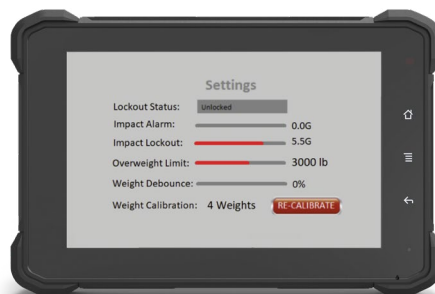 Settings
Lockout Status: Unlocked
Impact Alarm: 0.0G
Impact Lockout: 5.5G
Overweight Limit: 3000 lb
Weight Debounce: 0%
Weight Calibration: 4 Weights RE-CALIBRATE